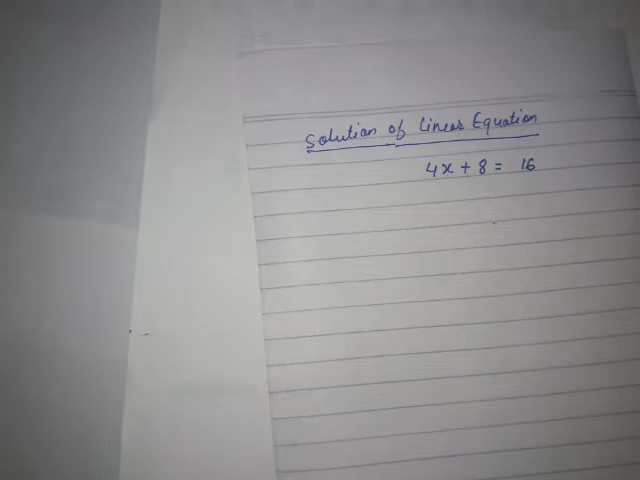 Solution of Linear Equation
4x + 8 = 16